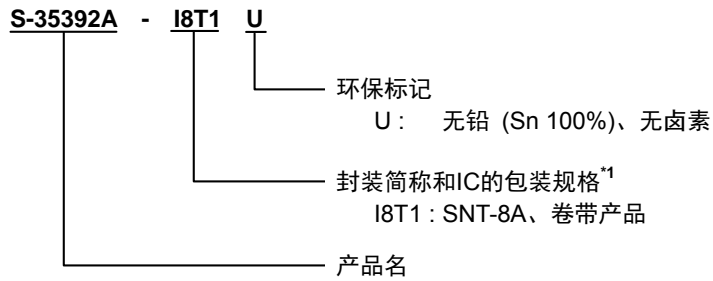 S-35392A - I8T1 U
环保标记
U : 无铅 (Sn 100%)、无卤素
封装简称和IC的包装规格*1
I8T1 : SNT-8A、卷带产品
产品名